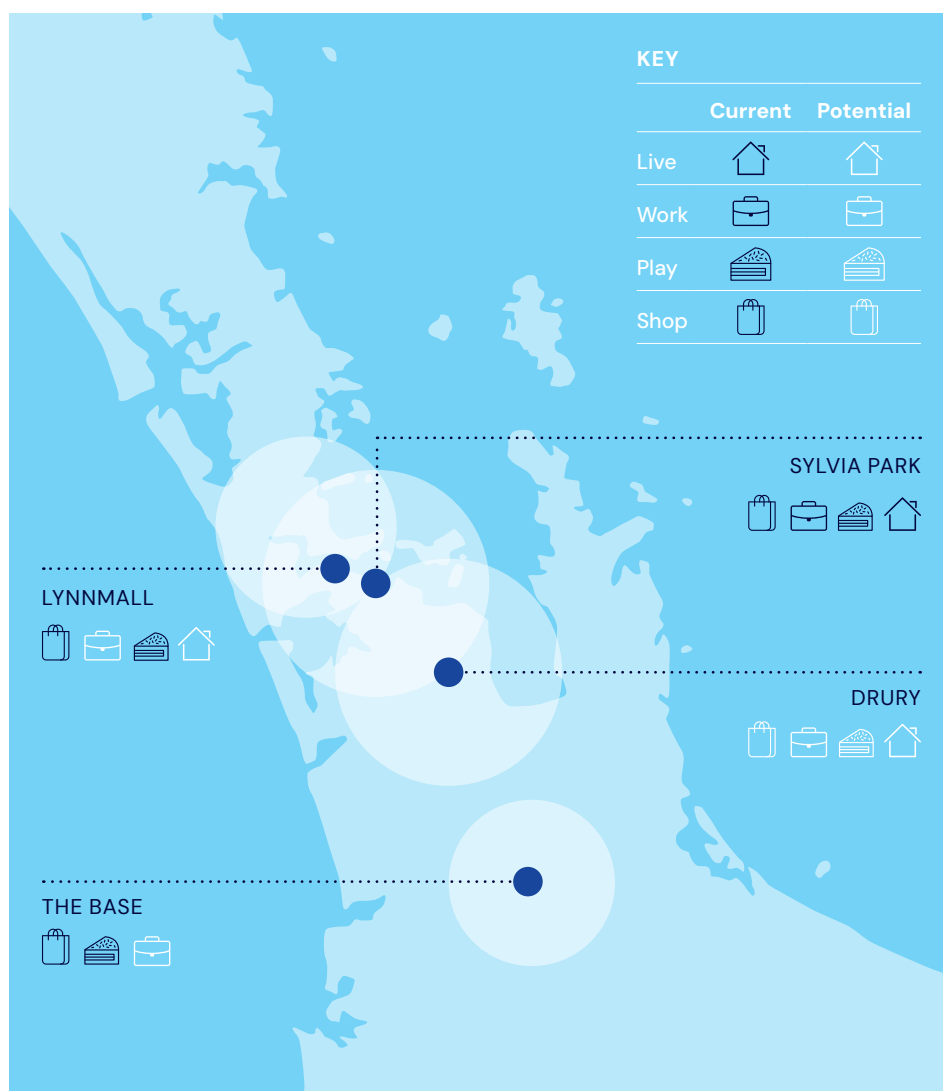 KEY
Current Potential
Live
Work
Play
Shop
SYLVIA PARK
LYNNMALL
DRURY
THE BASE